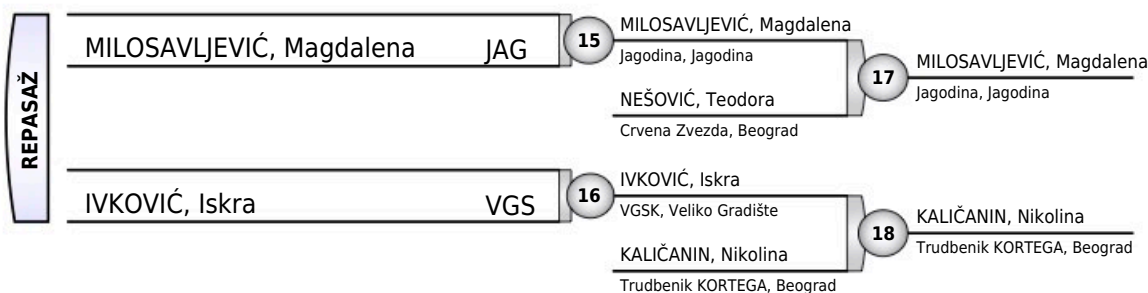 REPASAŽ
MILOSAVLJEVIĆ, Magdalena JAG
15
MILOSAVLJEVIĆ, Magdalena
Jagodina, Jagodina
NEŠOVIĆ, Teodora
Crvena Zvezda, Beograd
17
MILOSAVLJEVIĆ, Magdalena
Jagodina, Jagodina
IVKOVIĆ, Iskra VGS
16
IVKOVIĆ, Iskra
VGSK, Veliko Gradište
KALIČANIN, Nikolina
Trudbenik KORTEGA, Beograd
18
KALIČANIN, Nikolina
Trudbenik KORTEGA, Beograd